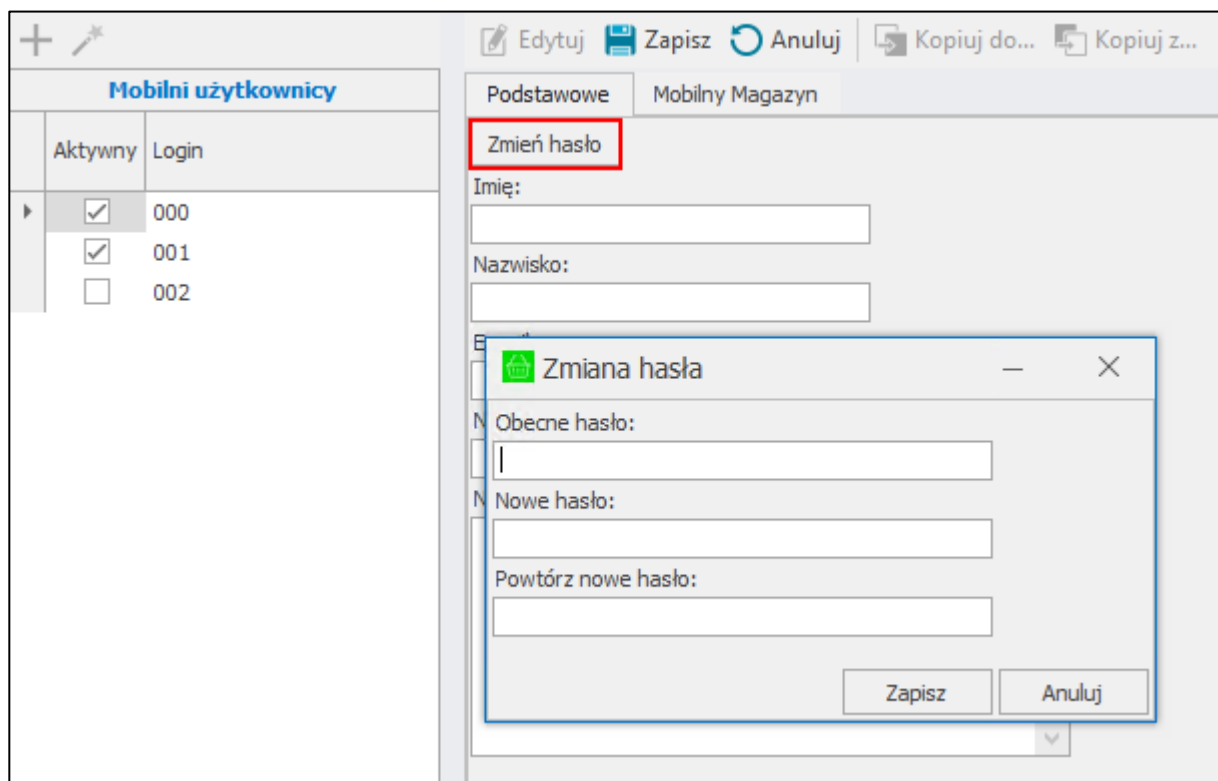 Edytuj Zapisz Anuluj Kopiuj do... Kopiuj z...
Mobilni użytkownicy
Aktywny Login
000
001
002
Podstawowe Mobilny Magazyn
Zmień hasło
Imię:
Nazwisko:
Zmiana hasła
Obecne hasło:
Nowe hasło:
Powtórz nowe hasło:
Zapisz Anuluj